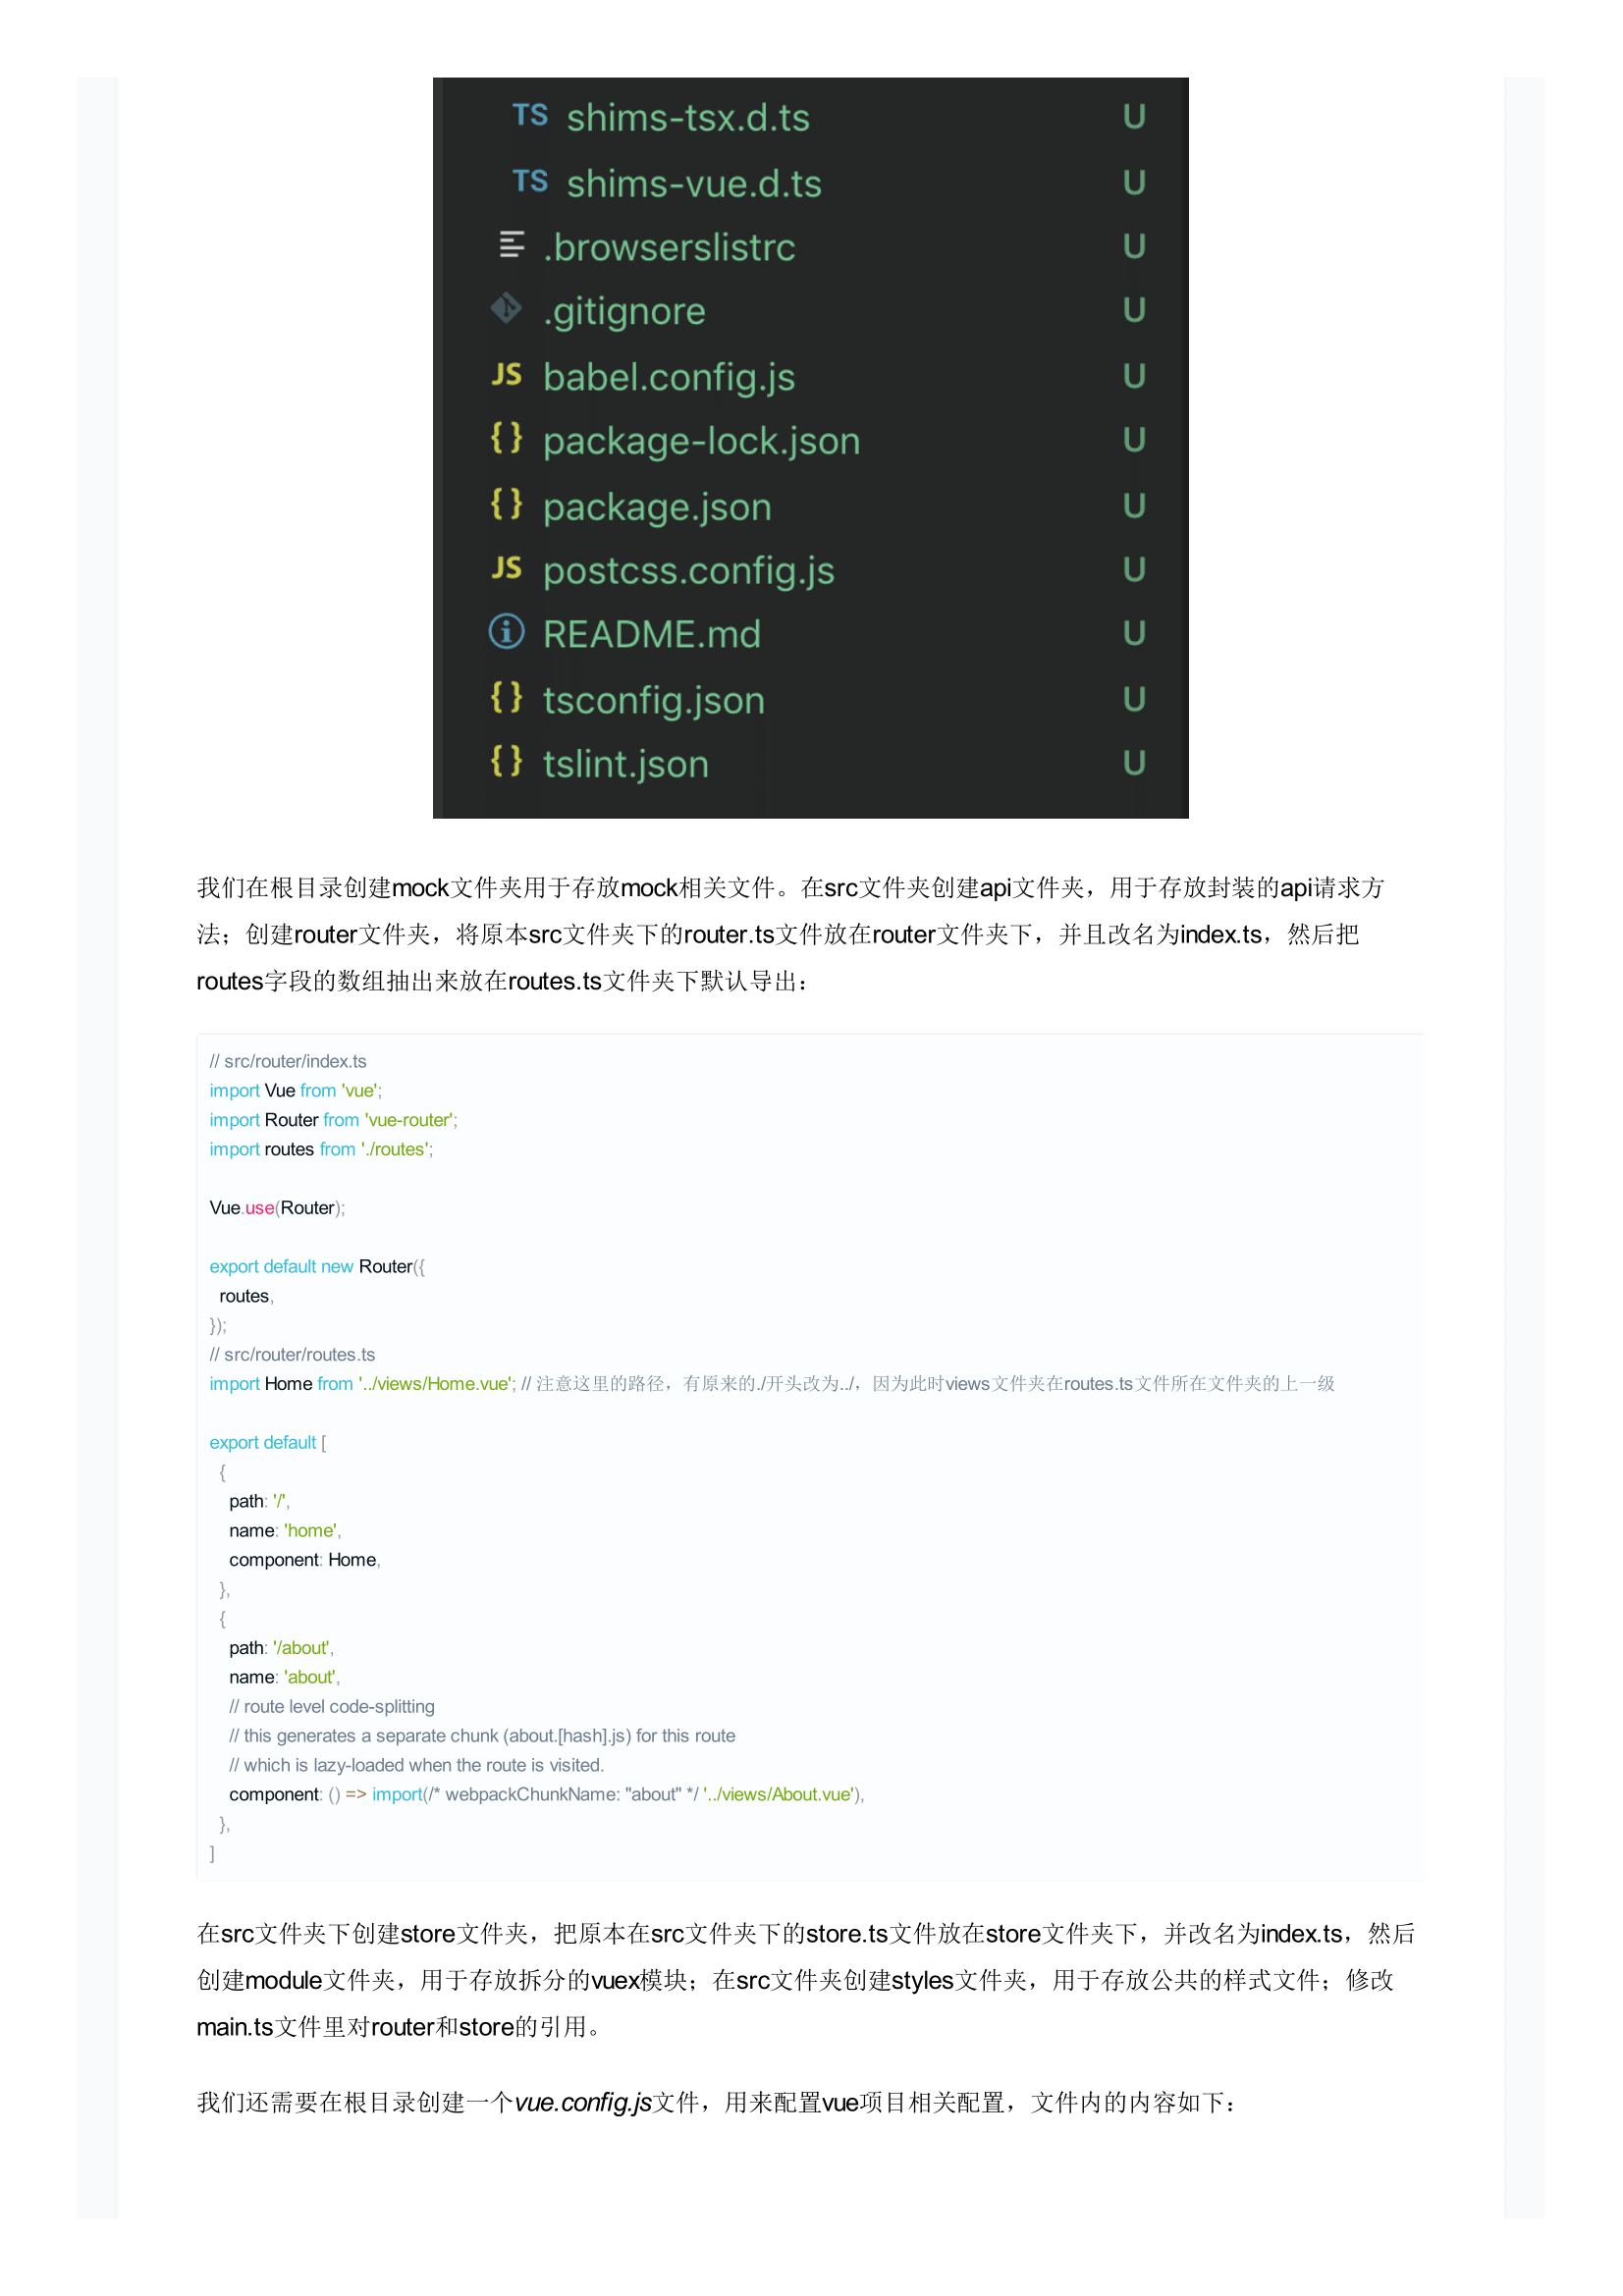 TS shims-tsx.d.ts U
TS shims-vue.d.ts U
.browserslistrc U
.gitignore U
JS babel.config.js U
{} package-lock.json U
{} package.json U
JS postcss.config.js U
README.md U
{} tsconfig.json U
{} tslint.json U
我们在根目录创建mock文件夹用于存放mock相关文件。在src文件夹创建api文件夹，用于存放封装的api请求方
法；创建router文件夹，将原本src文件夹下的router.ts文件放在router文件夹下，并且改名为index.ts，然后把
routes字段的数组抽出来放在routes.ts文件夹下默认导出：
// src/router/index.ts
import Vue from 'vue';
import Router from 'vue-router';
import routes from './routes';
Vue.use(Router);
export default new Router({
  routes,
});
// src/router/routes.ts
import Home from '../views/Home.vue'; // 注意这里的路径，有原来的./开头改为../，因为此时views文件夹在routes.ts文件所在文件夹的上一级
export default [
  {
    path: '/',
    name: 'home',
    component: Home,
  },
  {
    path: '/about',
    name: 'about',
    // route level code-splitting
    // this generates a separate chunk (about.[hash].js) for this route
    // which is lazy-loaded when the route is visited.
    component: () => import(/* webpackChunkName: "about" */ '../views/About.vue'),
  },
]
在src文件夹下创建store文件夹，把原本在src文件夹下的store.ts文件放在store文件夹下，并改名为index.ts，然后
创建module文件夹，用于存放拆分的vuex模块；在src文件夹创建styles文件夹，用于存放公共的样式文件；修改
main.ts文件里对router和store的引用。
我们还需要在根目录创建一个vue.config.js文件，用来配置vue项目相关配置，文件内的内容如下：